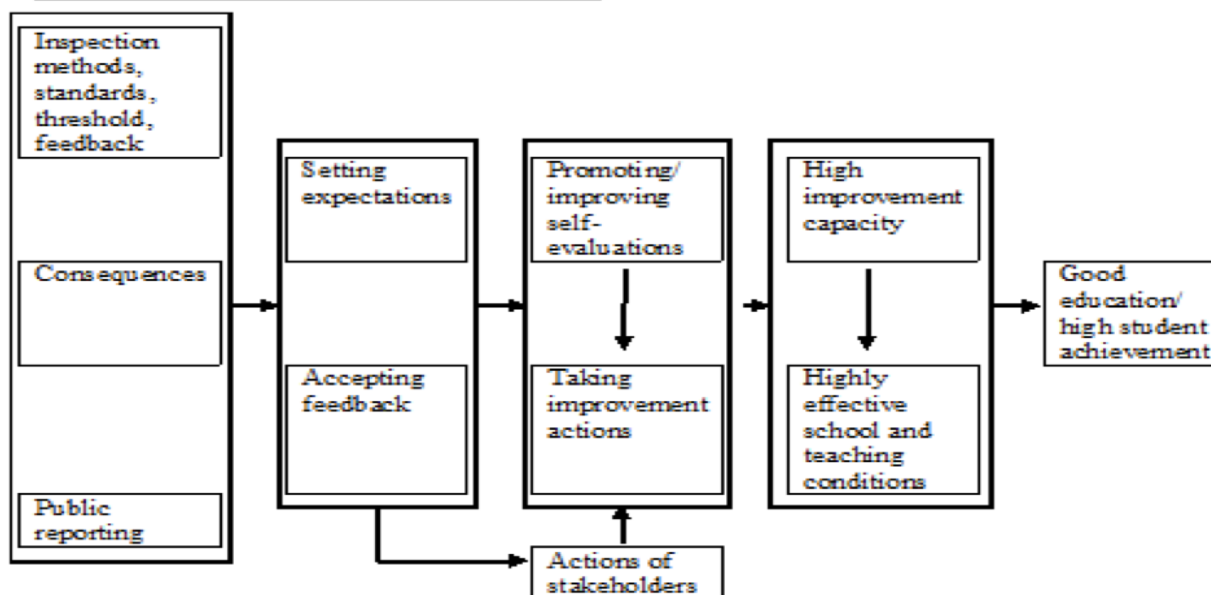 Inspection
methods,
standards,
threshold,
feedback
Consequences
Public
reporting
Setting
expectations
Accepting
feedback
Promoting/
improving
self-
evaluations
Taking
improvement
actions
Actions of
stakeholders
High
improvement
capacity
Highly
effective
school and
teaching
conditions
Good
education/
high student
achievement